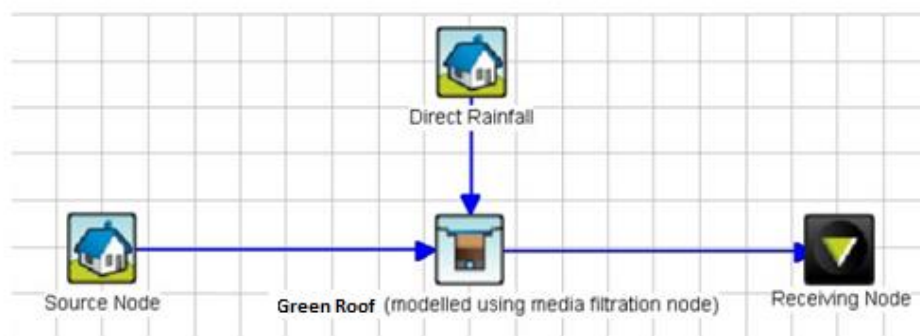 Direct Rainfall
Source Node
Green Roof (modelled using media filtration node)
Receiving Node